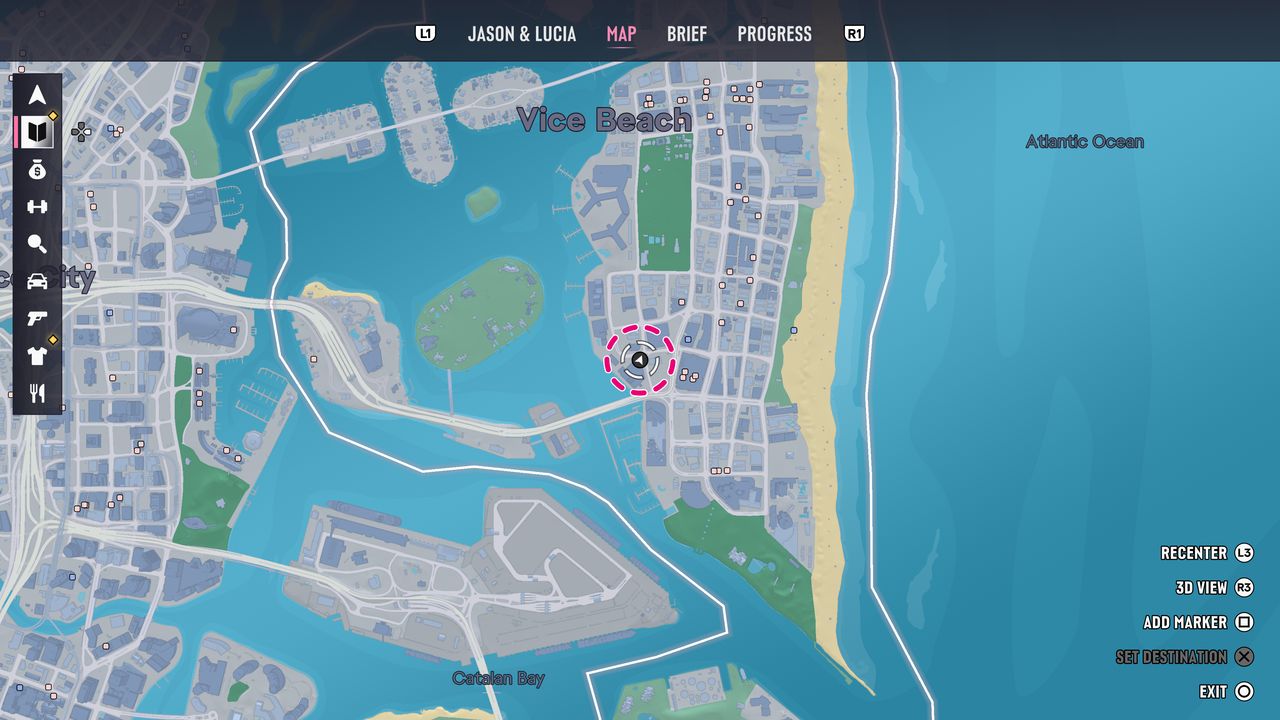 L1 JASON & LUCIA MAP BRIEF PROGRESS R1
Vice Beach
Atlantic Ocean
City
Catalan Bay
RECENTER L3
3D VIEW R3
ADD MARKER
SET DESTINATION
EXIT